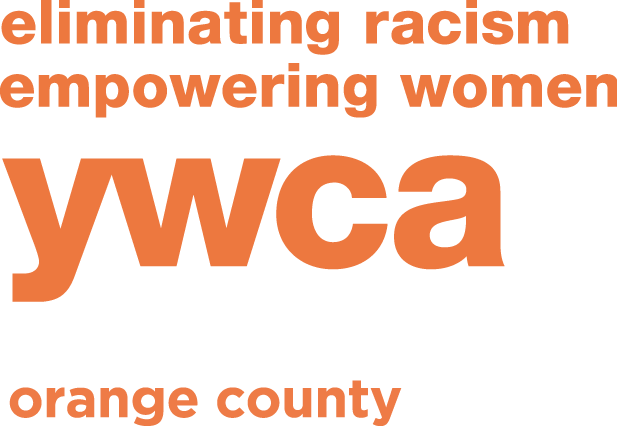 eliminating racism
empowering women
ywca
orange county